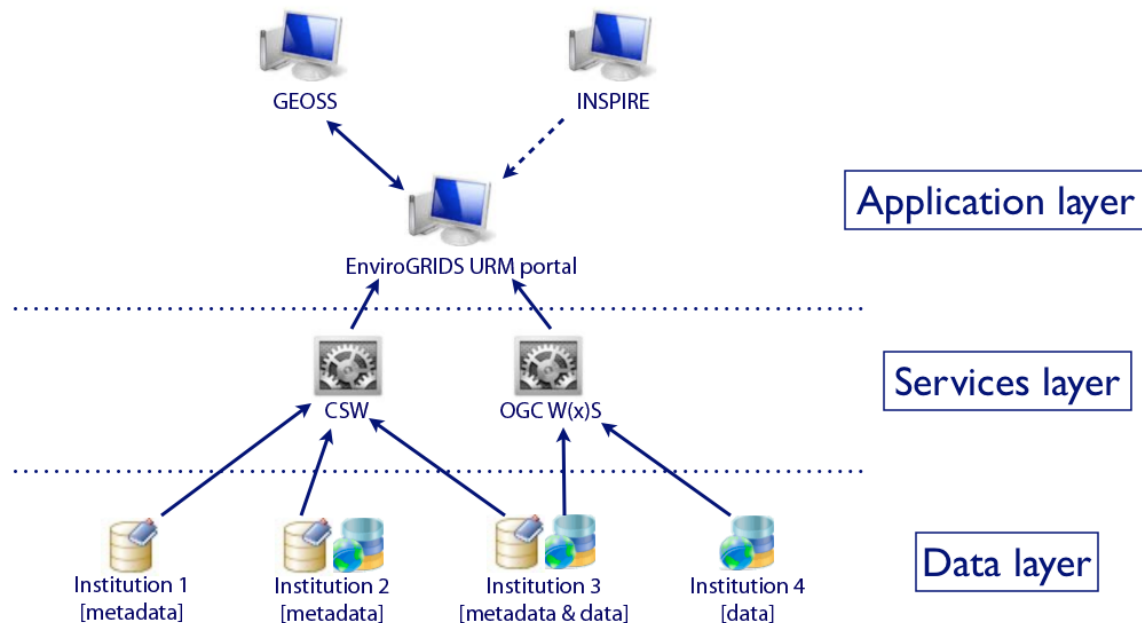 GEOSS
INSPIRE
Application layer
EnviroGRIDS URM portal
Services layer
CSW
OGC W(x)S
Data layer
Institution 1
[metadata]
Institution 2
[metadata]
Institution 3
[metadata & data]
Institution 4
[data]